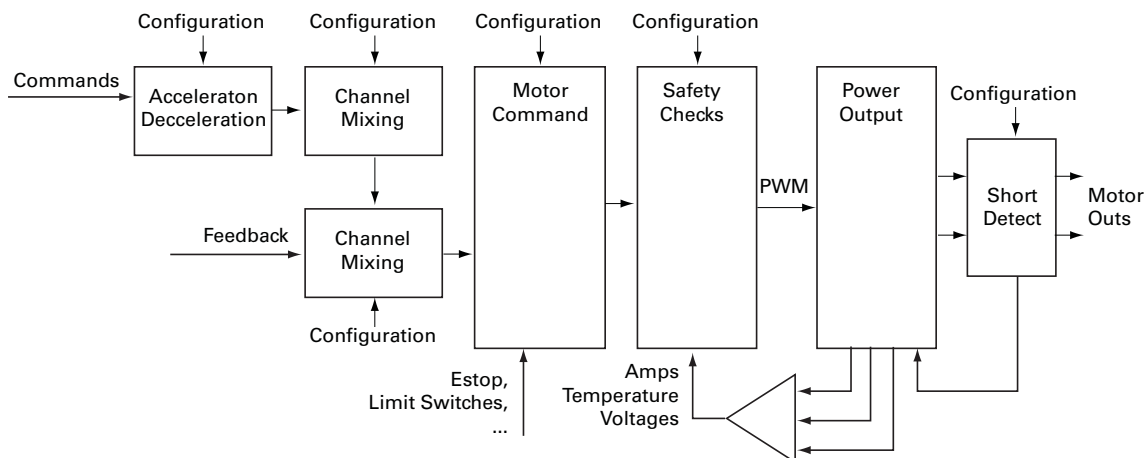 Configuration
Configuration
Configuration
Configuration
Commands
Acceleraton
Decceleration
Channel
Mixing
Motor
Command
Safety
Checks
Power
Output
Configuration
PWM
Short
Detect
Motor
Outs
Feedback
Channel
Mixing
Configuration
Estop,
Limit Switches,
...
Amps
Temperature
Voltages